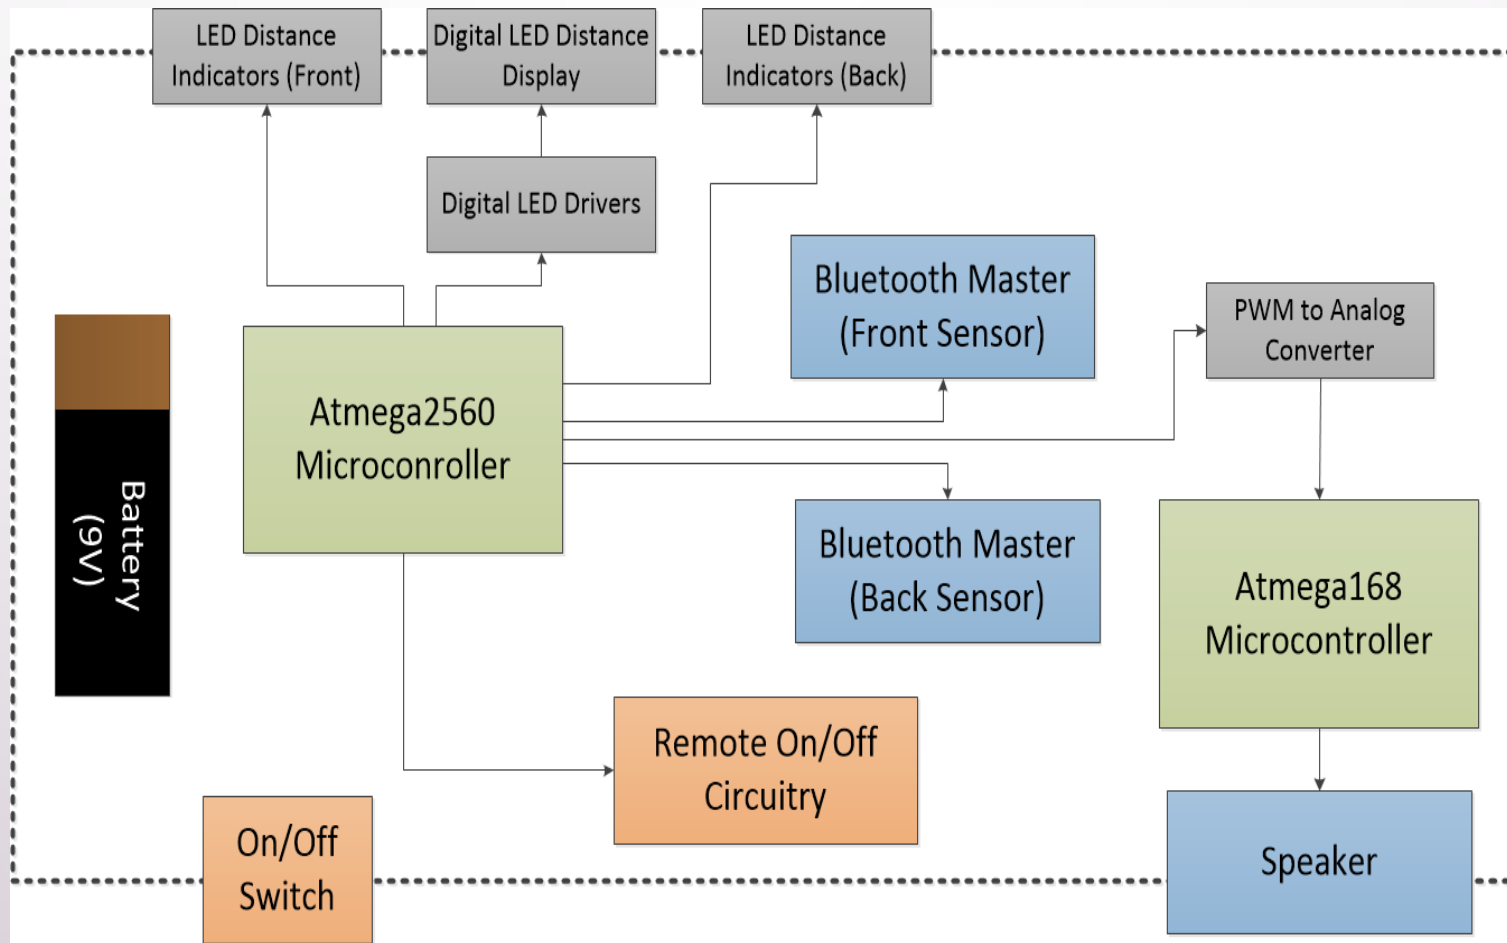 LED Distance
Indicators (Front)
Digital LED Distance
Display
LED Distance
Indicators (Back)
Digital LED Drivers
Bluetooth Master
(Front Sensor)
PWM to Analog
Converter
Atmega2560
Microconroller
Battery
(9V)
Bluetooth Master
(Back Sensor)
Atmega168
Microcontroller
Remote On/Off
Circuitry
On/Off
Switch
Speaker